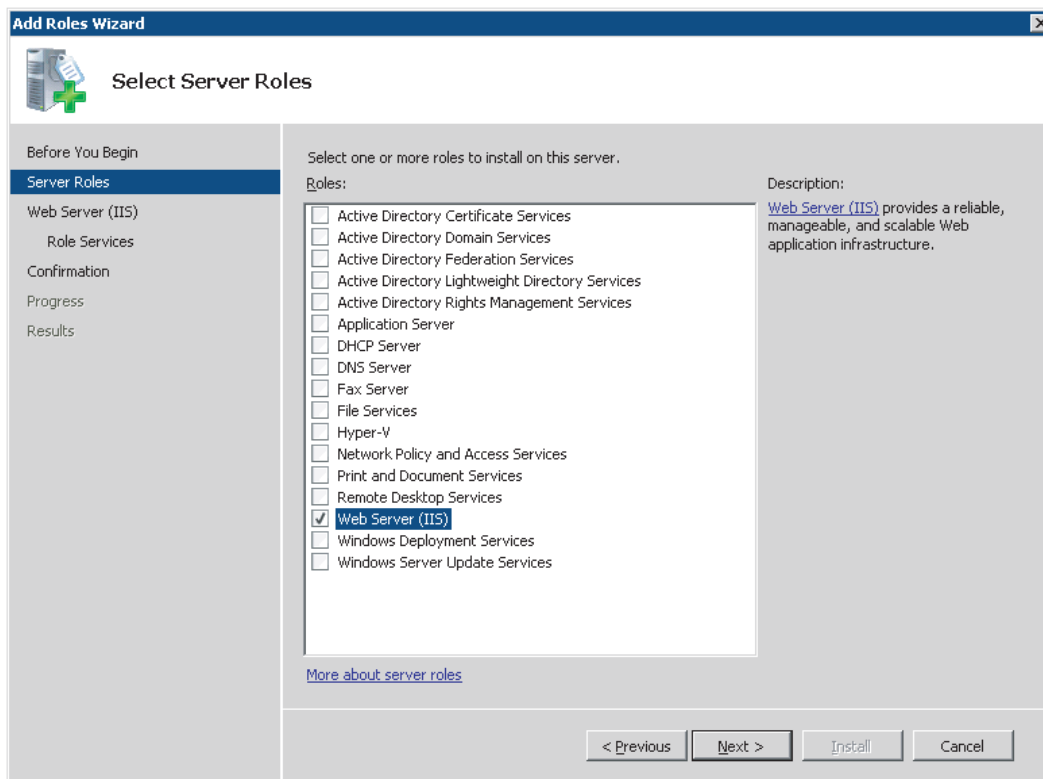 Add Roles Wizard
Select Server Roles
Before You Begin
Server Roles
Web Server (IIS)
Role Services
Confirmation
Progress
Results
Select one or more roles to install on this server.
Roles:
Active Directory Certificate Services
Active Directory Domain Services
Active Directory Federation Services
Active Directory Lightweight Directory Services
Active Directory Rights Management Services
Application Server
DHCP Server
DNS Server
Fax Server
File Services
Hyper-V
Network Policy and Access Services
Print and Document Services
Remote Desktop Services
Web Server (IIS)
Windows Deployment Services
Windows Server Update Services
More about server roles
Description:
Web Server (IIS) provides a reliable,
manageable, and scalable Web
application infrastructure.
< Previous
Next >
Install
Cancel